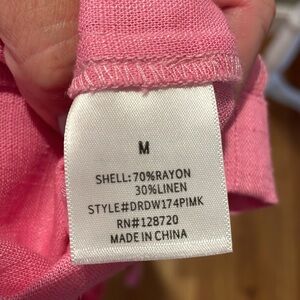 M
SHELL:70%RAYON
30%LINEN
STYLE#DRDW174PIMK
RN#128720
MADE IN CHINA